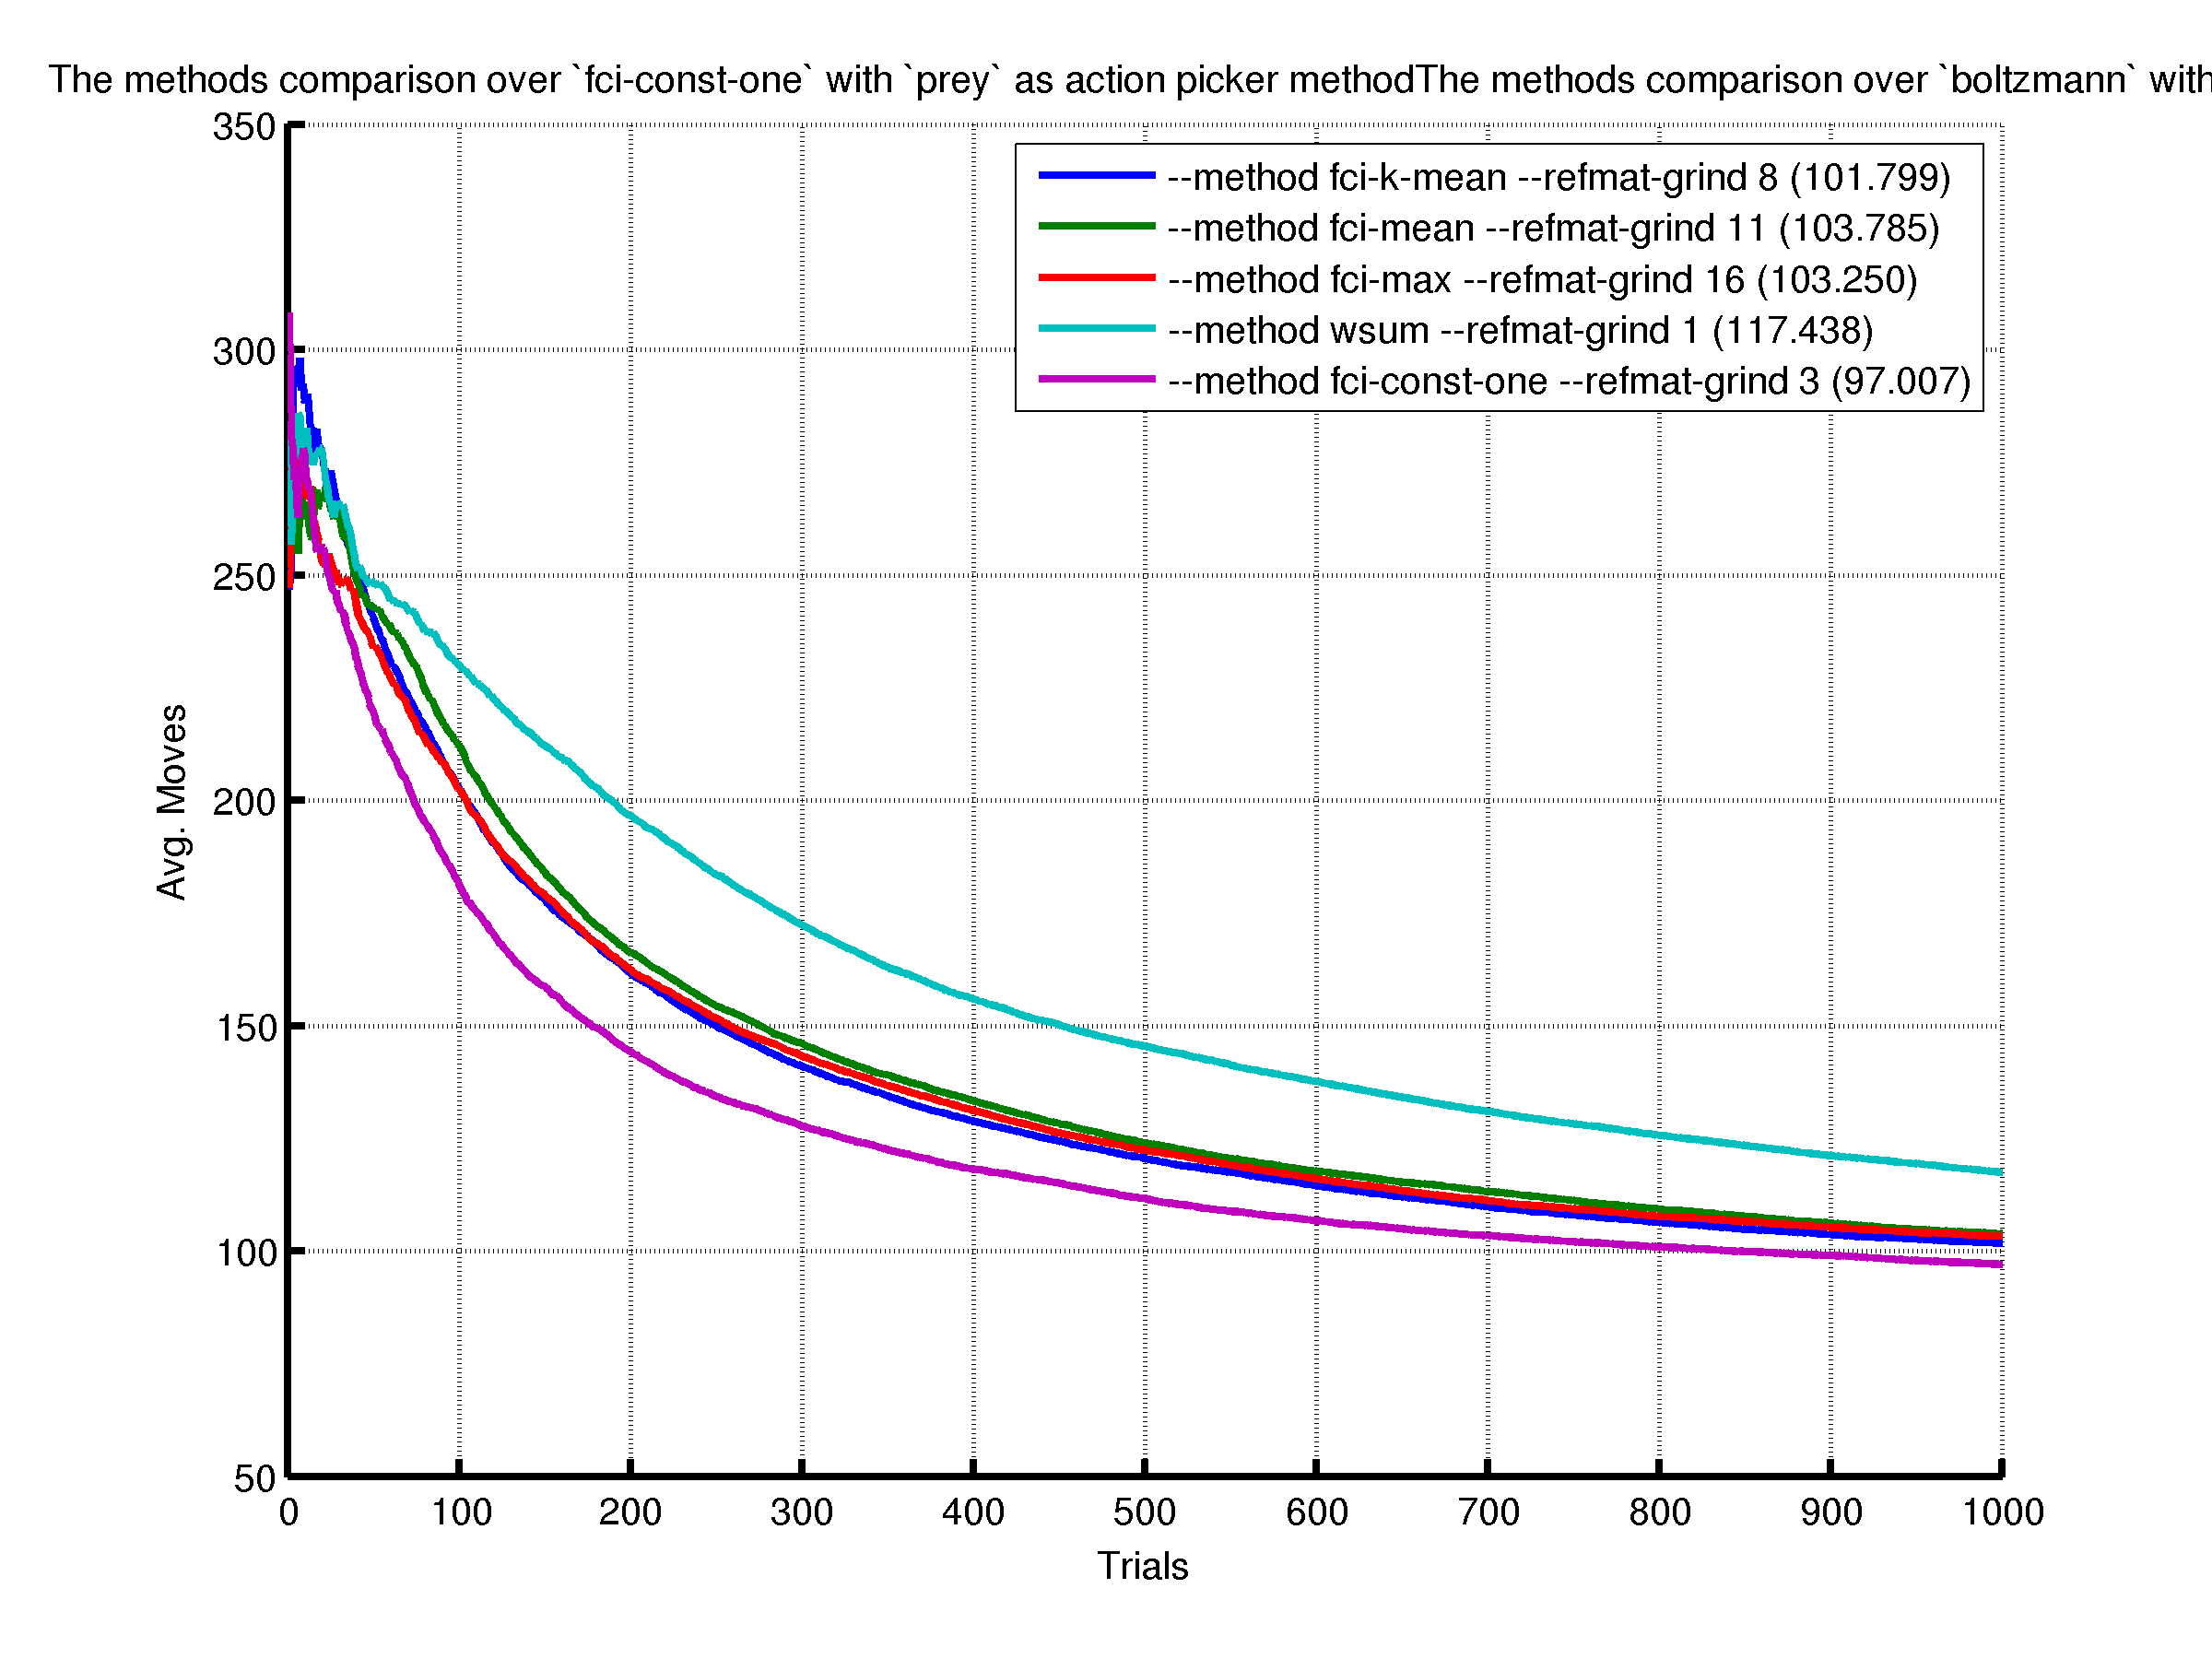 The methods comparison over `fci-const-one` with `prey` as action picker methodThe methods comparison over `boltzmann` with
350
300
250
200
150
100
50
--method fci-k-mean --refmat-grind 8 (101.799)
--method fci-mean --refmat-grind 11 (103.785)
--method fci-max --refmat-grind 16 (103.250)
--method wsum --refmat-grind 1 (117.438)
--method fci-const-one --refmat-grind 3 (97.007)
Avg. Moves
0 100 200 300 400 500 600 700 800 900 1000
Trials